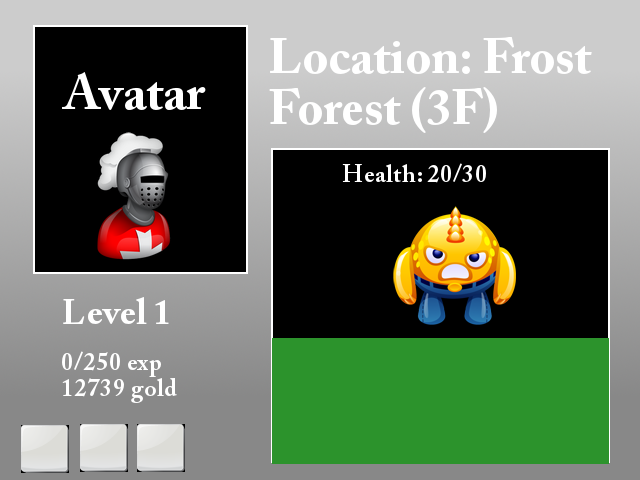 Avatar
Location: Frost
Forest (3F)
Health: 20/30
Level 1
0/250 exp
12739 gold